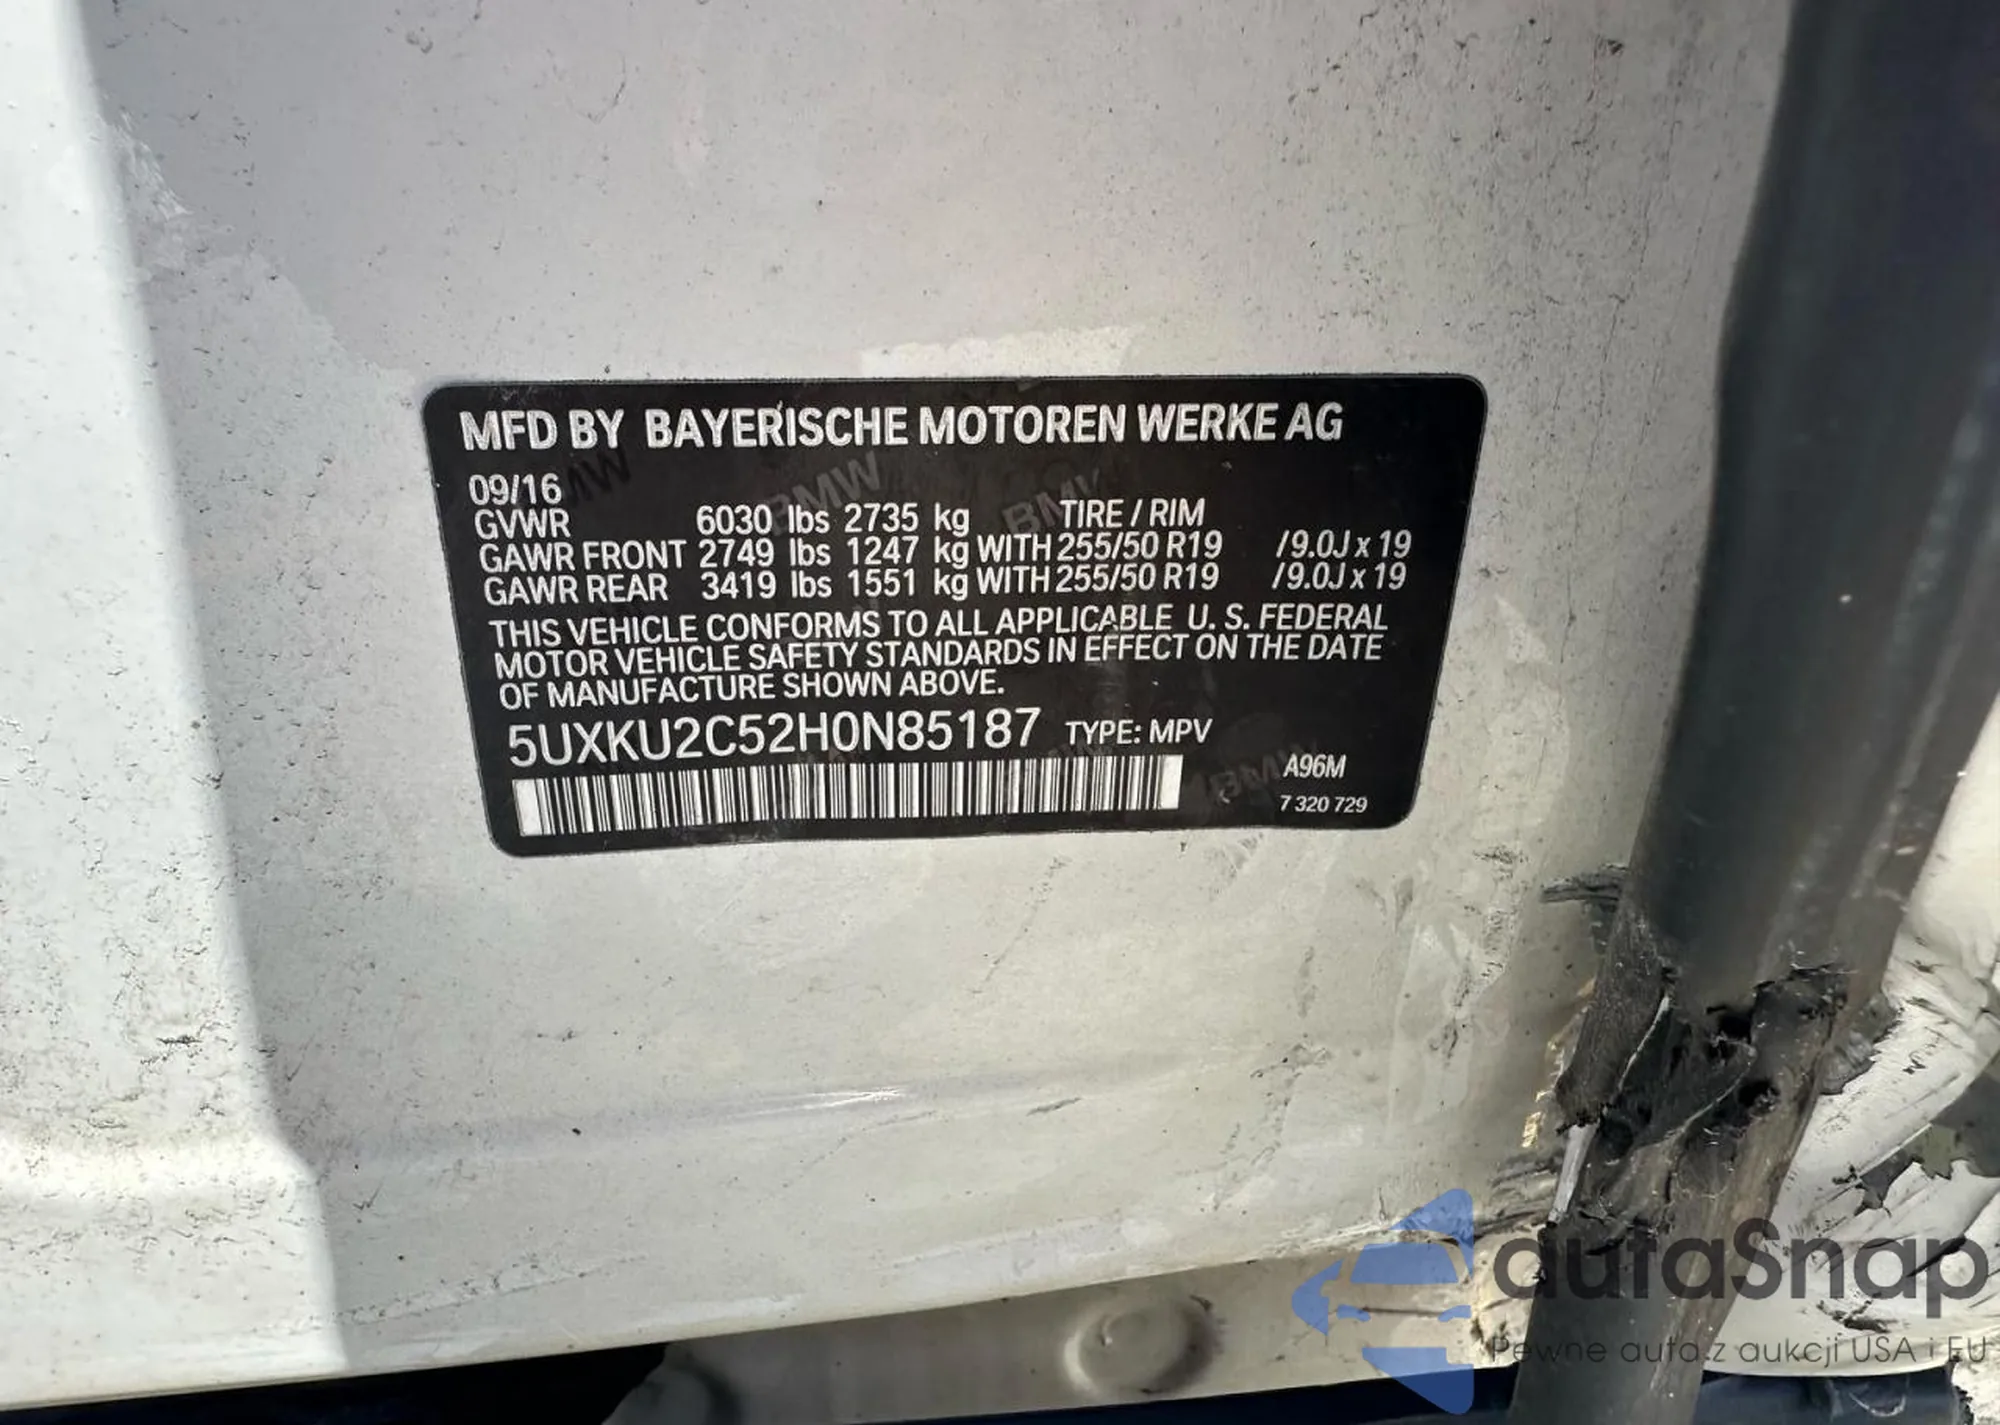 MFD BY BAYERISCHE MOTOREN WERKE AG
09/16
GVWR 6030 lbs 2735 kg TIRE / RIM
GAWR FRONT 2749 lbs 1247 kg WITH 255/50 R19 /9.0J x 19
GAWR REAR 3419 lbs 1551 kg WITH 255/50 R19 /9.0J x 19
THIS VEHICLE CONFORMS TO ALL APPLICABLE U. S. FEDERAL
MOTOR VEHICLE SAFETY STANDARDS IN EFFECT ON THE DATE
OF MANUFACTURE SHOWN ABOVE.
5UXKU2C52H0N85187 TYPE: MPV
A96M
7 320 729
autaSnap
Pewne auta z aukcji USA i EU